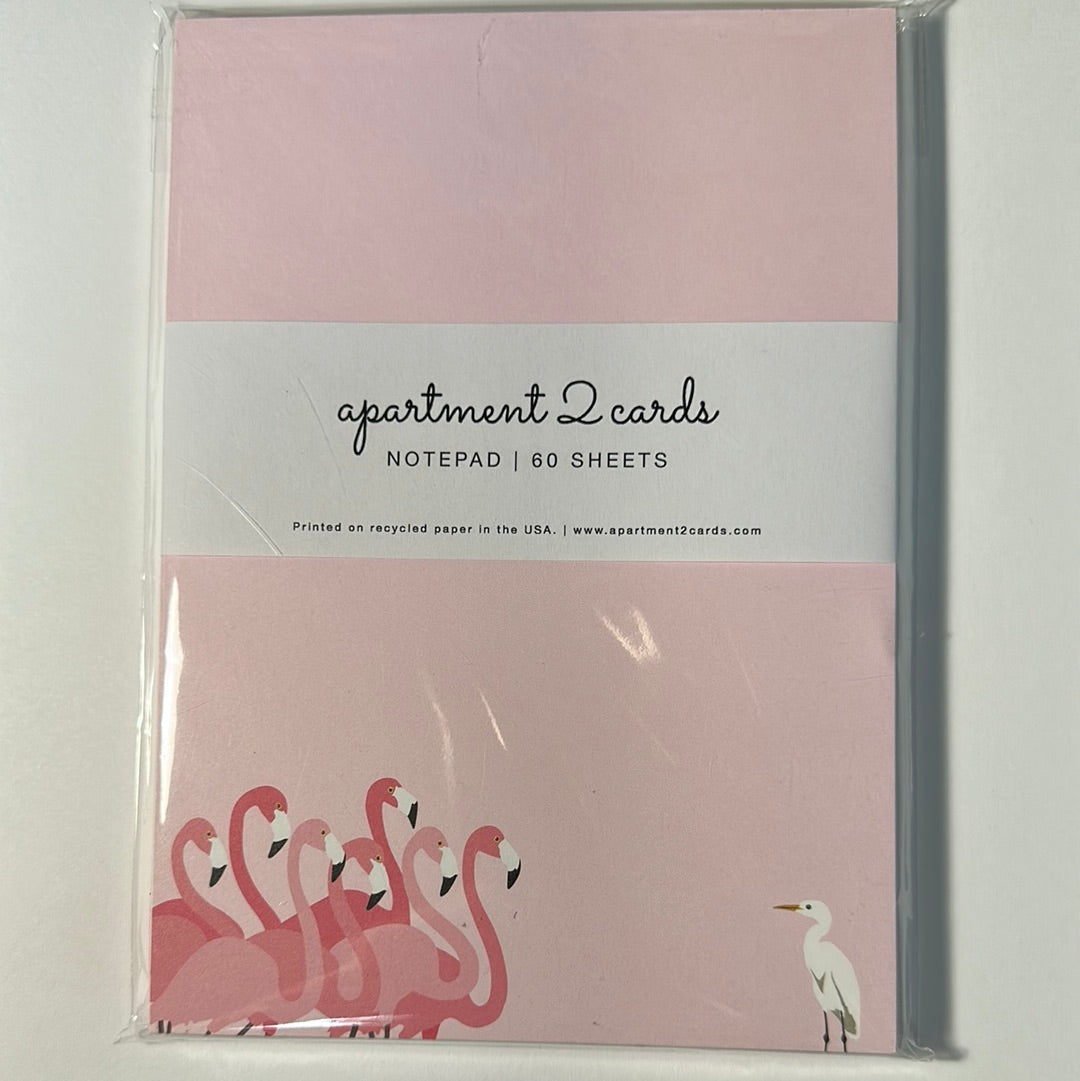 apartment 2 cards
NOTEPAD | 60 SHEETS
Printed on recycled paper in the USA. | www.apartment2cards.com